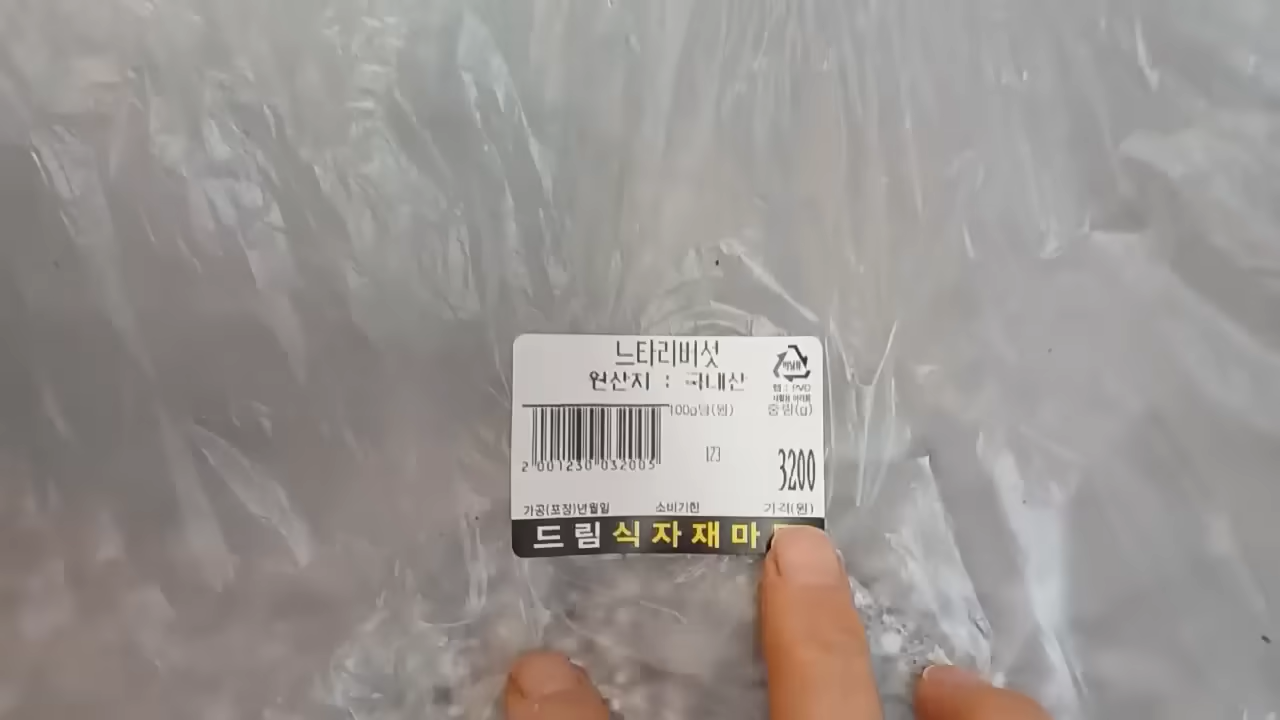 느타리버섯
원산지 : 국내산
100g당(원) 중량(g)
2 001230 032005
123
3200
가공(포장)년월일 소비기한 가격(원)
드림식자재마